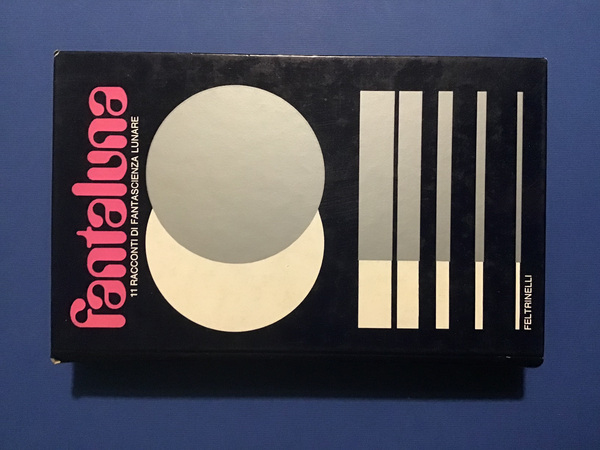 fantaluna
11 RACCONTI DI FANTASCIENZA LUNARE
FELTRINELLI